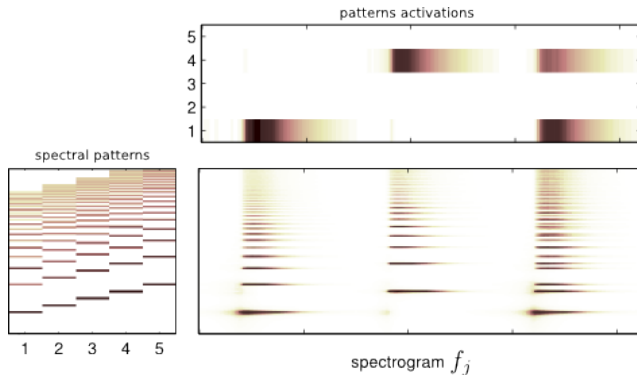 patterns activations
5
4
3
2
1
spectral patterns
1 2 3 4 5
spectrogram f_j